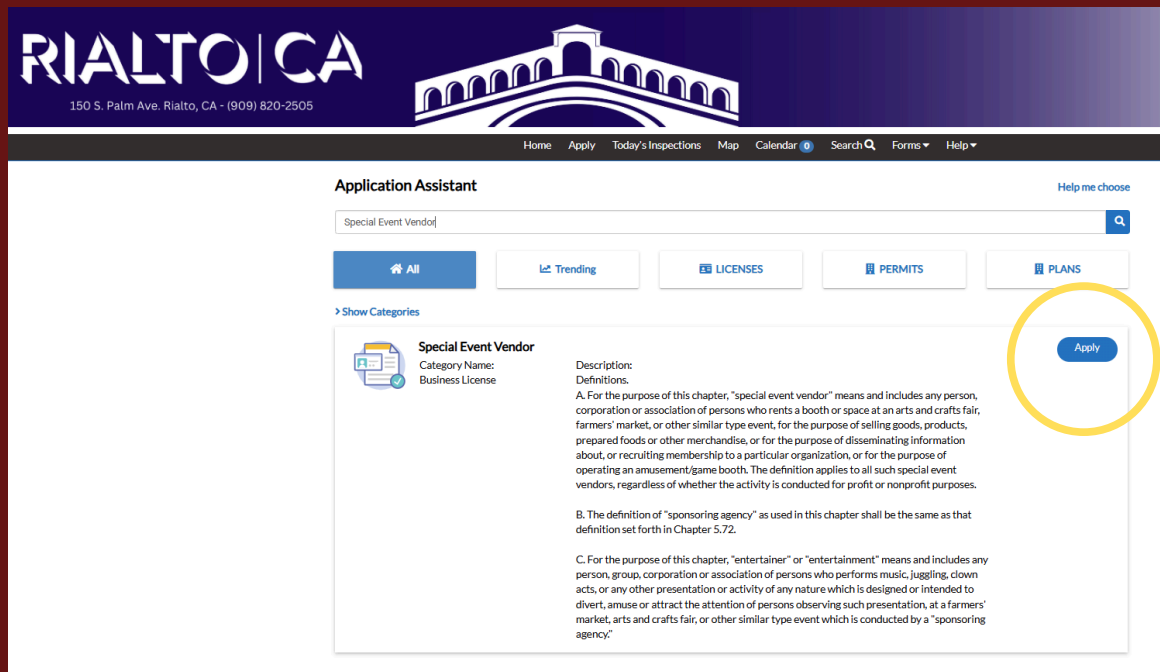 RIALTO|CA
150 S. Palm Ave. Rialto, CA - (909) 820-2505
Home Apply Today's Inspections Map Calendar 0 Search Forms Help
Application Assistant
Help me choose
Special Event Vendor
All Trending LICENSES PERMITS PLANS
Show Categories
Special Event Vendor
Apply
Category Name:
Business License
Description:
Definitions.
A. For the purpose of this chapter, "special event vendor" means and includes any person,
corporation or association of persons who rents a booth or space at an arts and crafts fair,
farmers' market, or other similar type event, for the purpose of selling goods, products,
prepared foods or other merchandise, or for the purpose of disseminating information
about, or recruiting membership to a particular organization, or for the purpose of
operating an amusement/game booth. The definition applies to all such special event
vendors, regardless of whether the activity is conducted for profit or nonprofit purposes.
B. The definition of "sponsoring agency" as used in this chapter shall be the same as that
definition set forth in Chapter 5.72.
C. For the purpose of this chapter, "entertainer" or "entertainment" means and includes any
person, group, corporation or association of persons who performs music, juggling, clown
acts, or any other presentation or activity of any nature which is designed or intended to
divert, amuse or attract the attention of persons observing such presentation, at a farmers'
market, arts and crafts fair, or other similar type event which is conducted by a "sponsoring
agency."